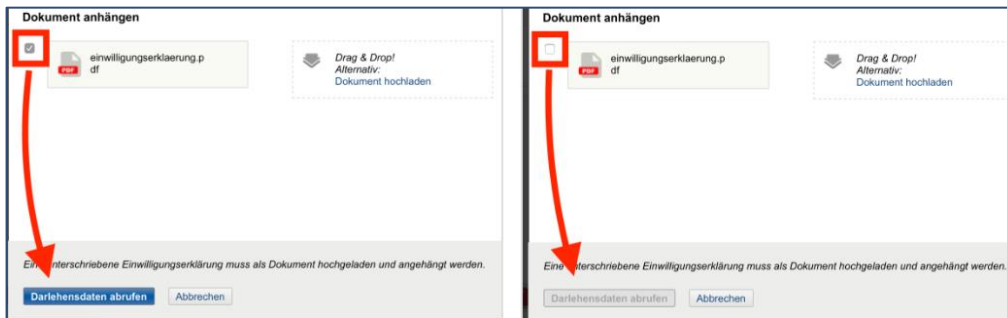 Dokument anhängen
einwilligungserklaerung.p
df
PDF
Drag & Drop!
Alternativ:
Dokument hochladen
unterschriebene Einwilligungserklärung muss als Dokument hochgeladen und angehängt werden.
Darlehensdaten abrufen
Abbrechen
Dokument anhängen
einwilligungserklaerung.p
df
PDF
Drag & Drop!
Alternativ:
Dokument hochladen
Eine unterschriebene Einwilligungserklärung muss als Dokument hochgeladen und angehängt werden.
Darlehensdaten abrufen
Abbrechen